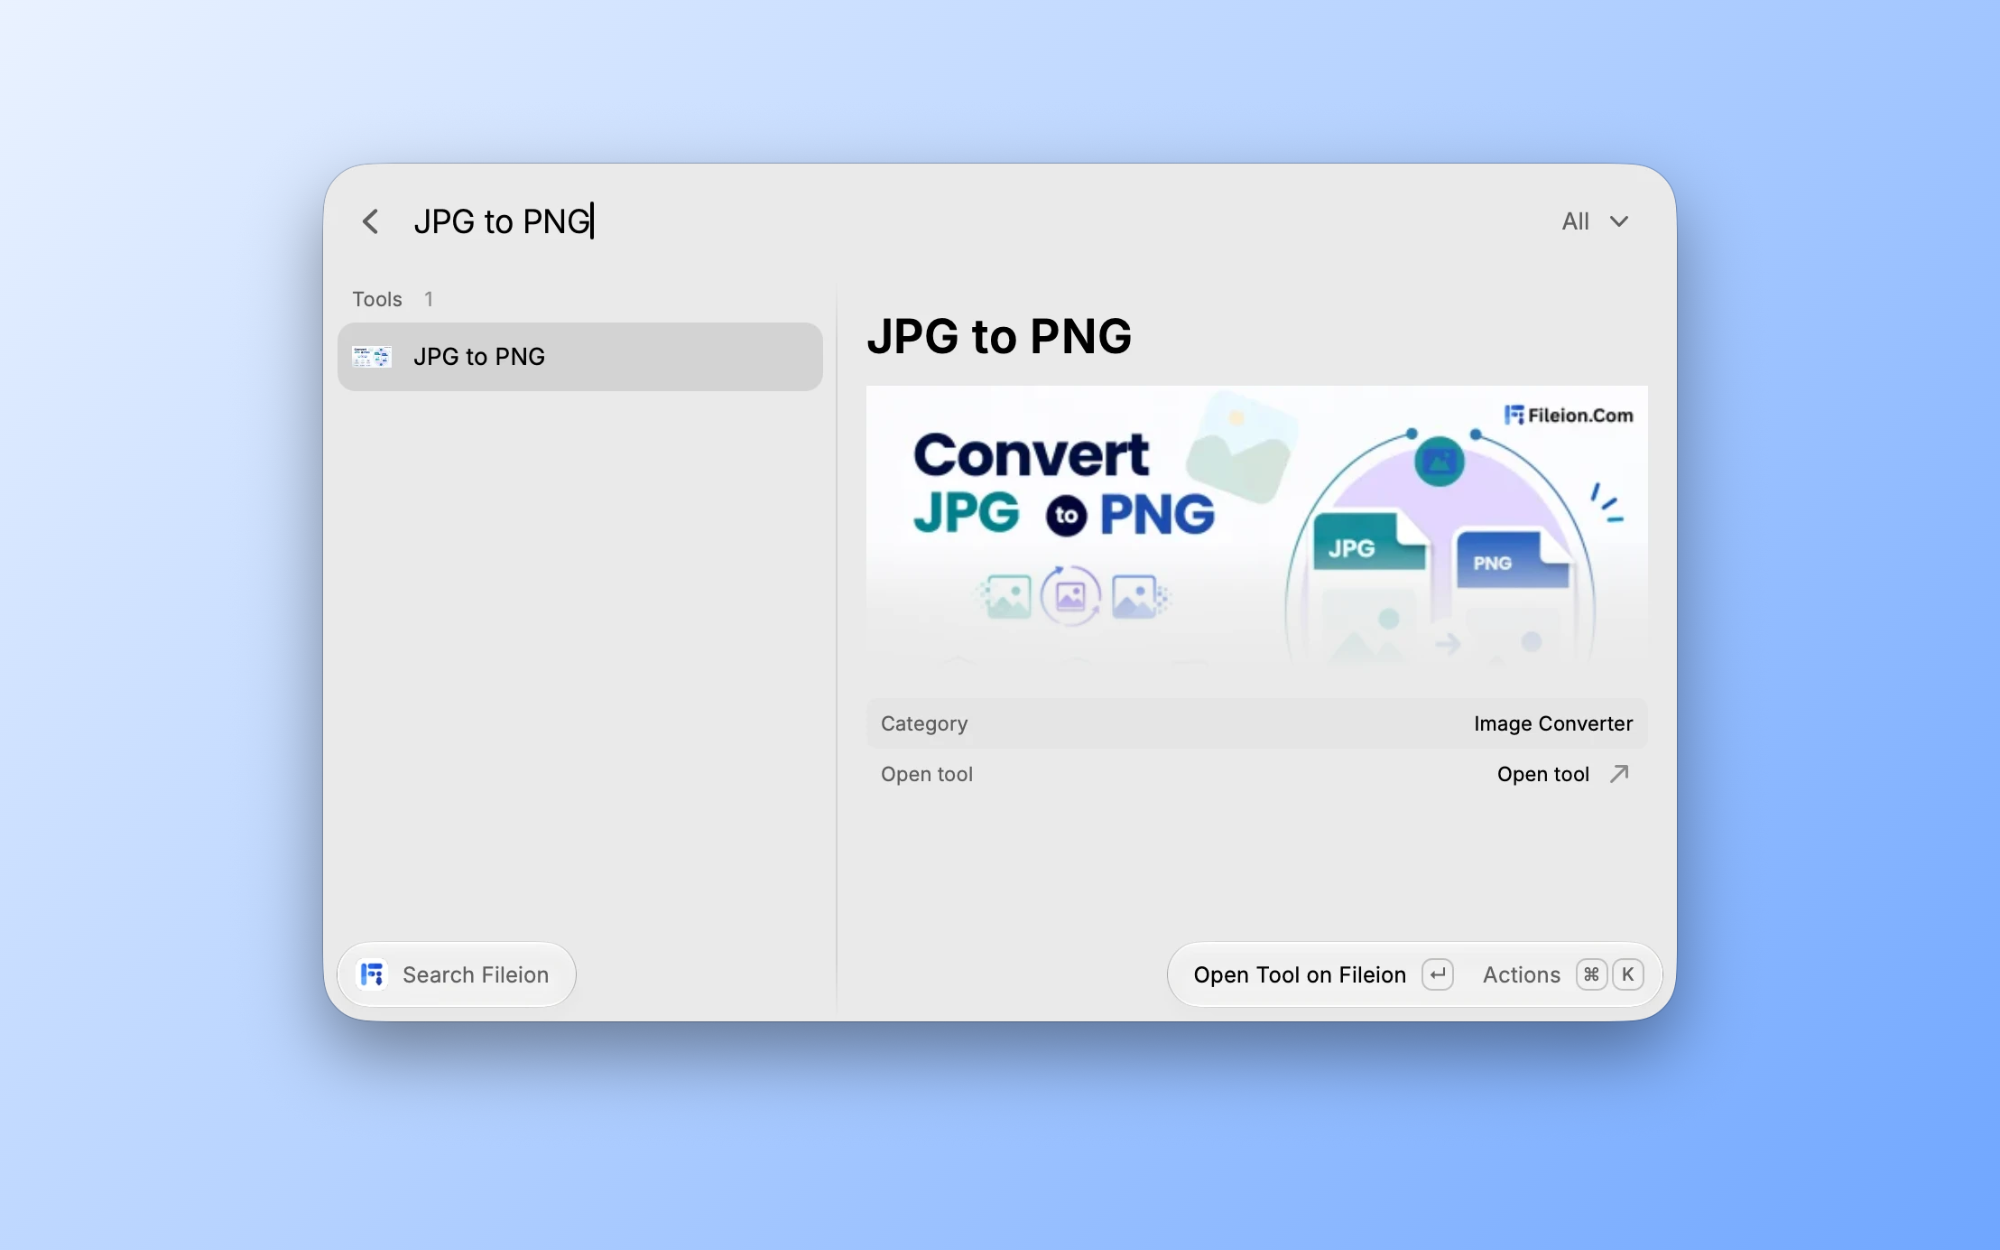 JPG to PNG
All
Tools 1
JPG to PNG
JPG to PNG
Fileion.Com
Convert
JPG to PNG
JPG
PNG
Category Image Converter
Open tool Open tool
Search Fileion
Open Tool on Fileion ↵ Actions ⌘ K